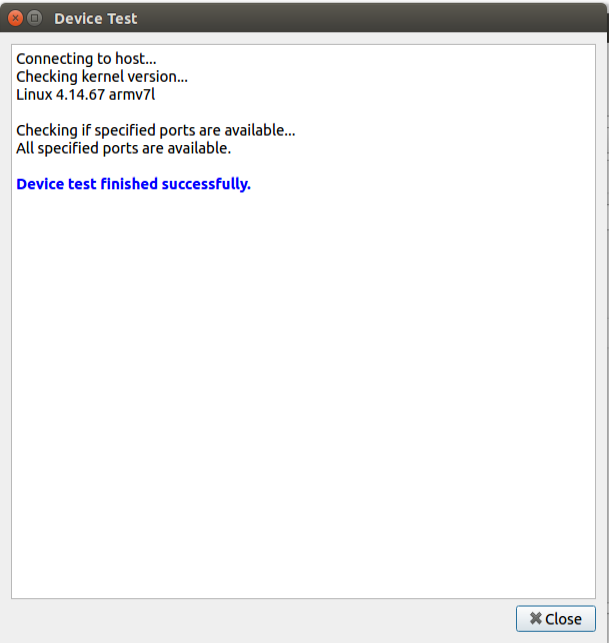 Device Test
Connecting to host...
Checking kernel version...
Linux 4.14.67 armv7l
Checking if specified ports are available...
All specified ports are available.
Device test finished successfully.
Close